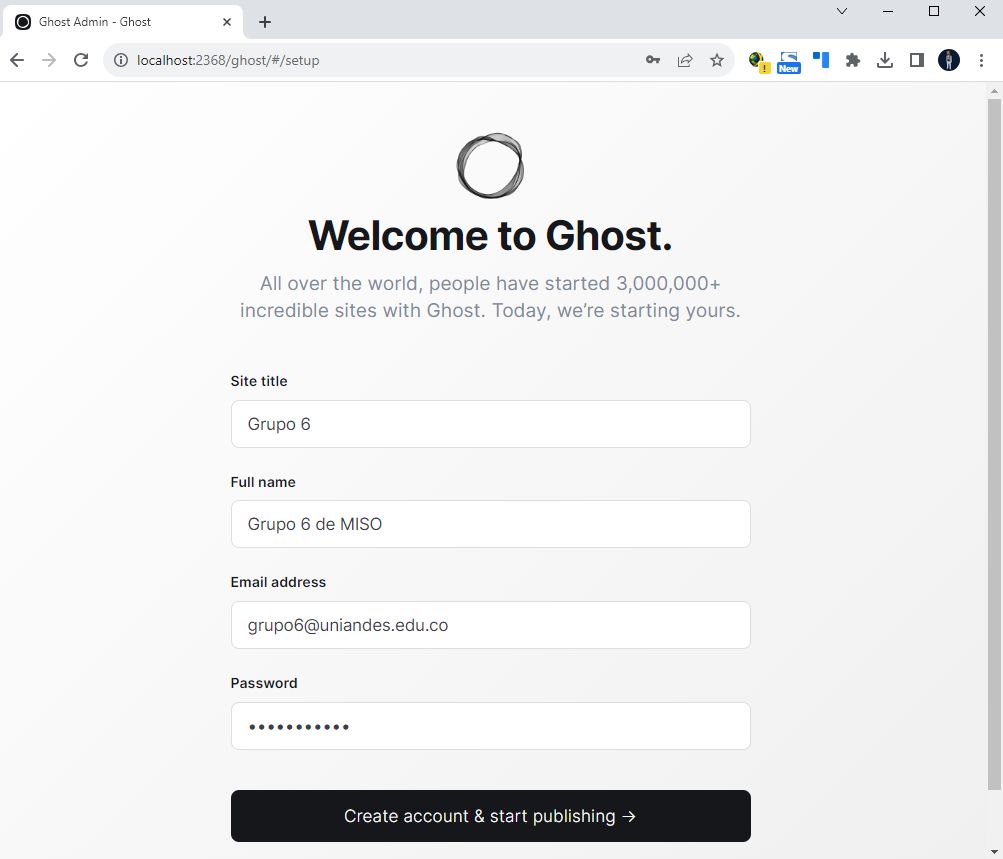 Ghost Admin - Ghost
localhost:2368/ghost/#/setup
!
New
Welcome to Ghost.
All over the world, people have started 3,000,000+
incredible sites with Ghost. Today, we’re starting yours.
Site title
Grupo 6
Full name
Grupo 6 de MISO
Email address
grupo6@uniandes.edu.co
Password
•••••••••••
Create account & start publishing →